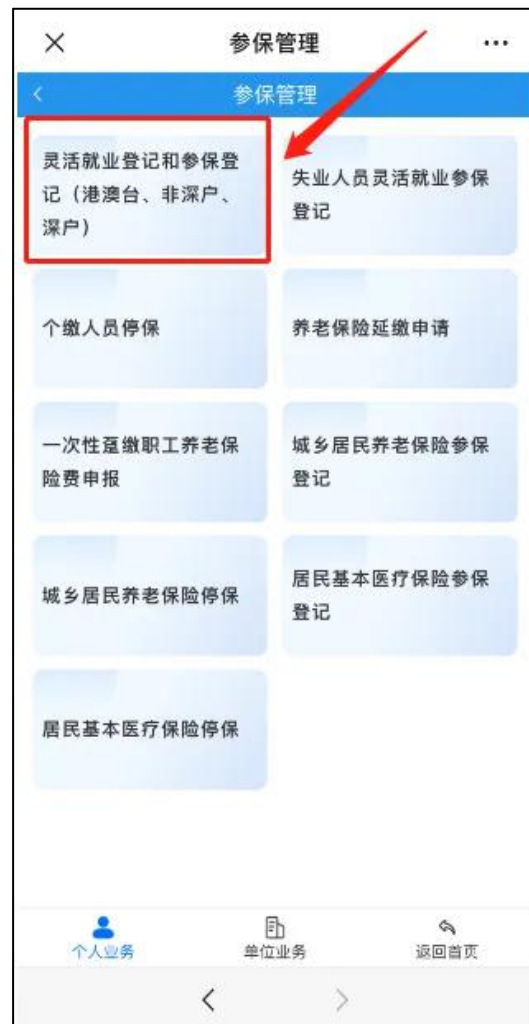 参保管理
参保管理
灵活就业登记和参保登
记（港澳台、非深户、
深户）
失业人员灵活就业参保
登记
个缴人员停保
养老保险延缴申请
一次性趸缴职工养老保
险费申报
城乡居民养老保险参保
登记
城乡居民养老保险停保
居民基本医疗保险参保
登记
居民基本医疗保险停保
个人业务
单位业务
返回首页